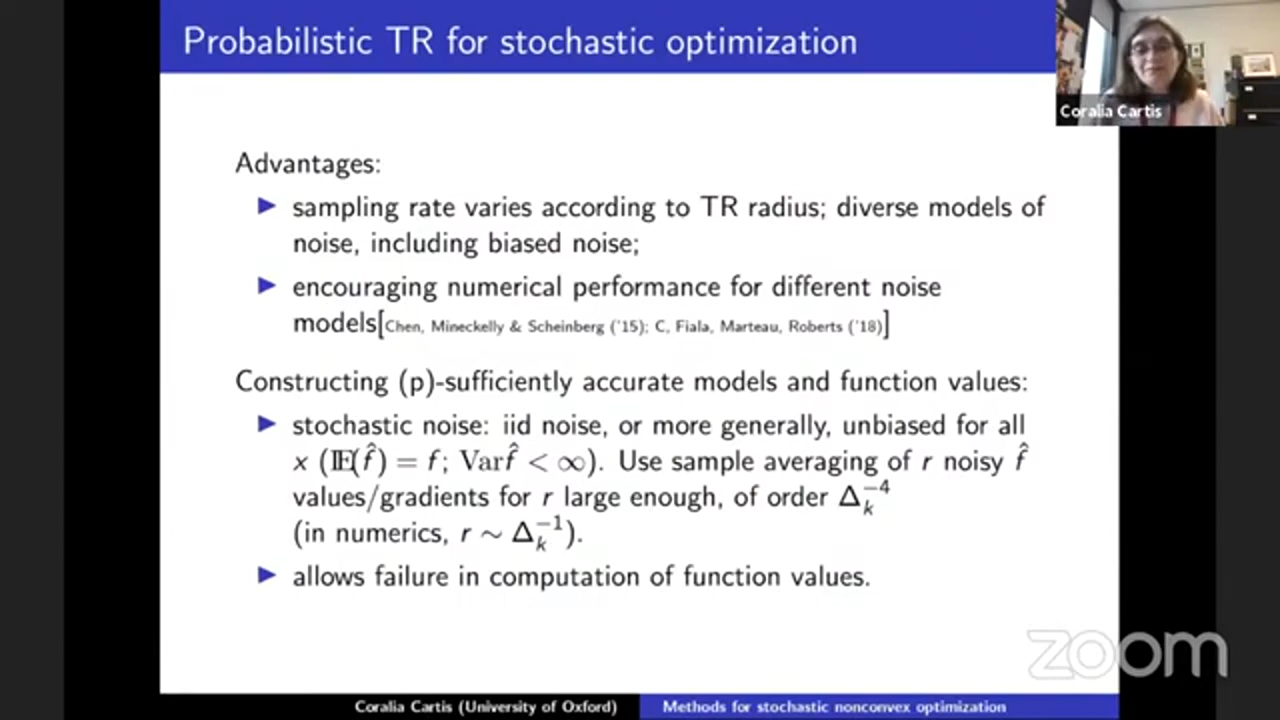 Probabilistic TR for stochastic optimization
Coralia Cartis
Advantages:
▶ sampling rate varies according to TR radius; diverse models of
noise, including biased noise;
▶ encouraging numerical performance for different noise
models[Chen, Mineckelly & Scheinberg ('15); C, Fiala, Marteau, Roberts ('18)]
Constructing (p)-sufficiently accurate models and function values:
▶ stochastic noise: iid noise, or more generally, unbiased for all
x (𝔼(f̂) = f; Varf̂ < ∞). Use sample averaging of r noisy f̂
values/gradients for r large enough, of order Δ_k^{-4}
(in numerics, r ∼ Δ_k^{-1}).
▶ allows failure in computation of function values.
zoom
Coralia Cartis (University of Oxford)
Methods for stochastic nonconvex optimization